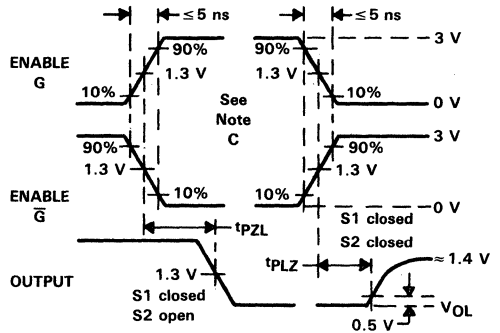 ≤5 ns
≤5 ns
90%
90%
3 V
ENABLE
G
1.3 V
1.3 V
10%
See
Note
C
10%
0 V
3 V
90%
90%
1.3 V
1.3 V
ENABLE
G̅
10%
10%
0 V
tPZL
S1 closed
S2 closed
tPLZ
≈1.4 V
OUTPUT
1.3 V
S1 closed
S2 open
VOL
0.5 V